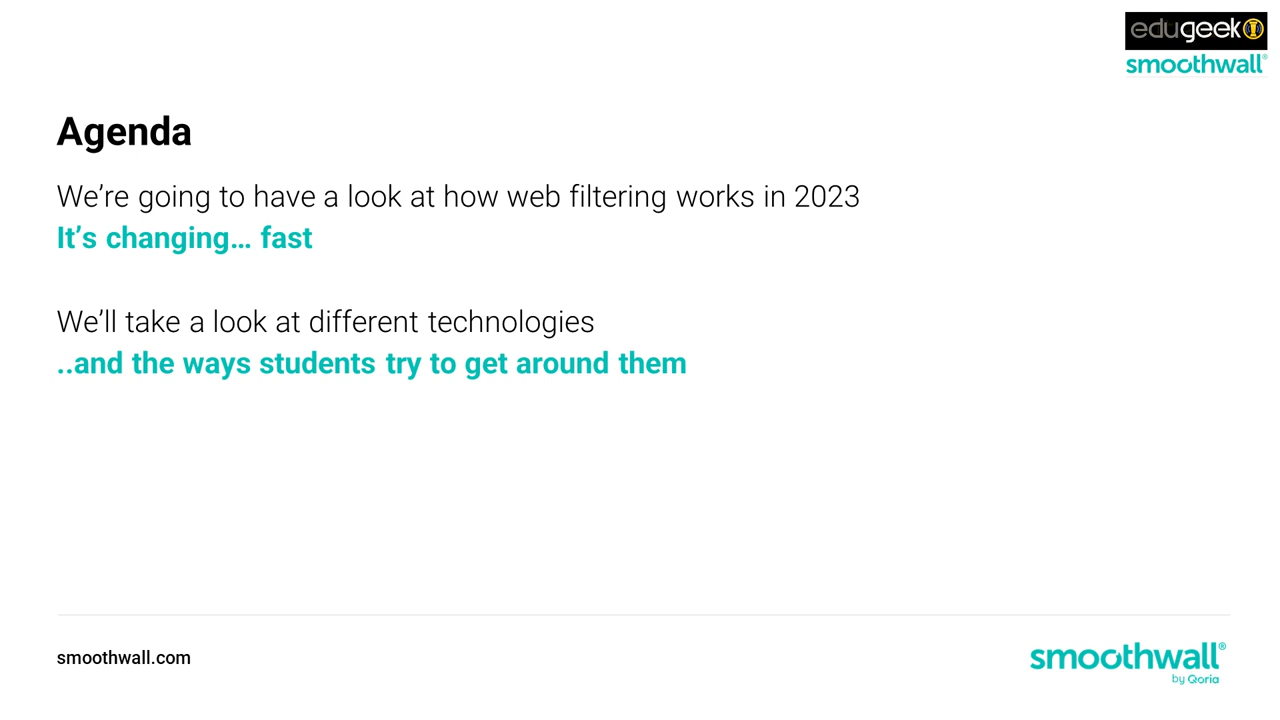 edugeek
smoothwall®
Agenda
We’re going to have a look at how web filtering works in 2023
It’s changing… fast
We’ll take a look at different technologies
..and the ways students try to get around them
smoothwall.com
smoothwall®
by Qoria